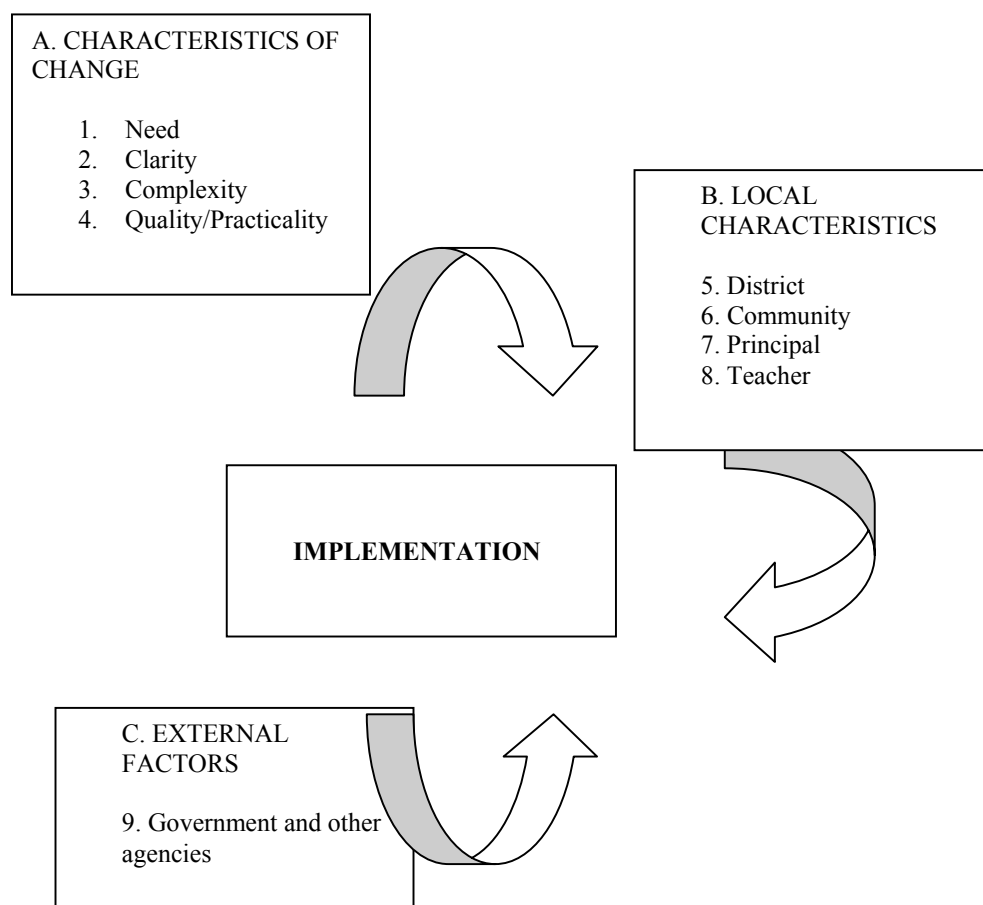 A. CHARACTERISTICS OF
CHANGE
1. Need
2. Clarity
3. Complexity
4. Quality/Practicality
B. LOCAL
CHARACTERISTICS
5. District
6. Community
7. Principal
8. Teacher
IMPLEMENTATION
C. EXTERNAL
FACTORS
9. Government and other
agencies